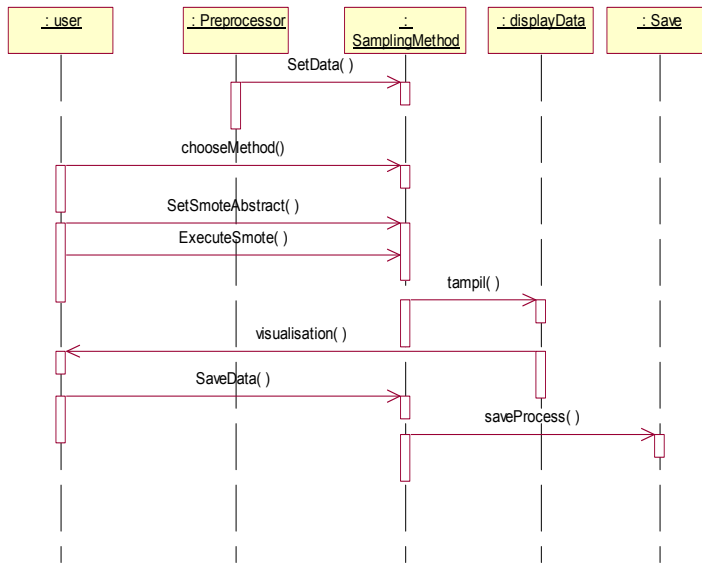 : user
: Preprocessor
:
SamplingMethod
: displayData
: Save
SetData( )
chooseMethod()
SetSmoteAbstract( )
ExecuteSmote( )
tampil( )
visualisation( )
SaveData( )
saveProcess( )